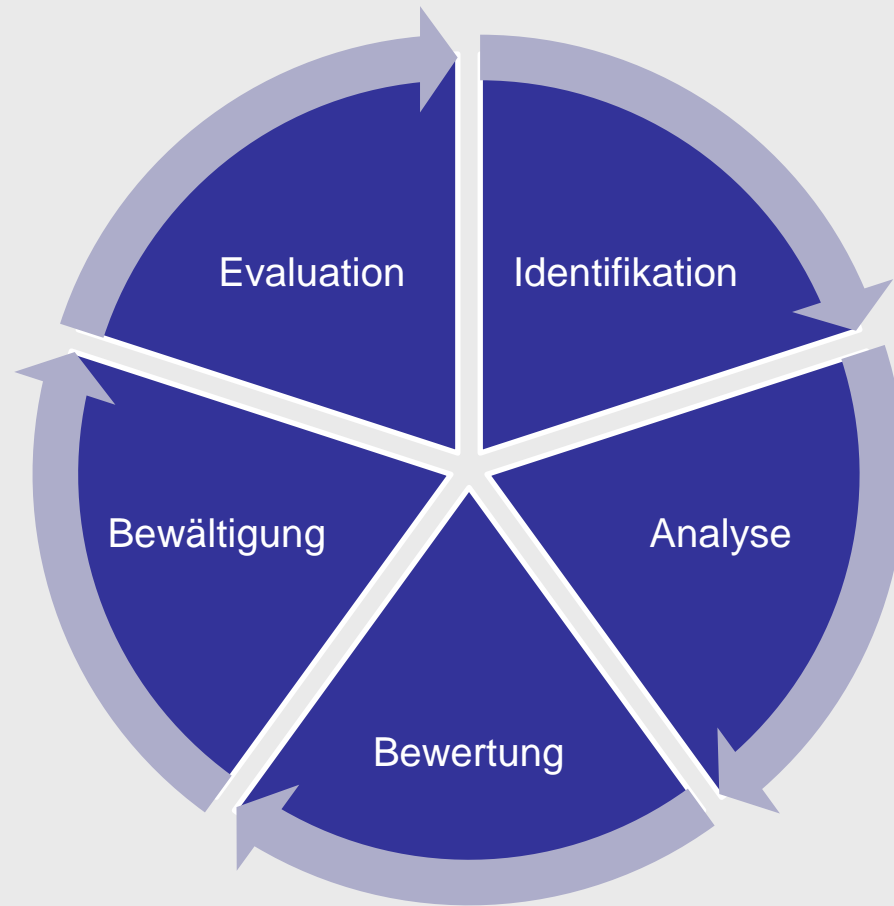 Evaluation
Identifikation
Bewältigung
Analyse
Bewertung